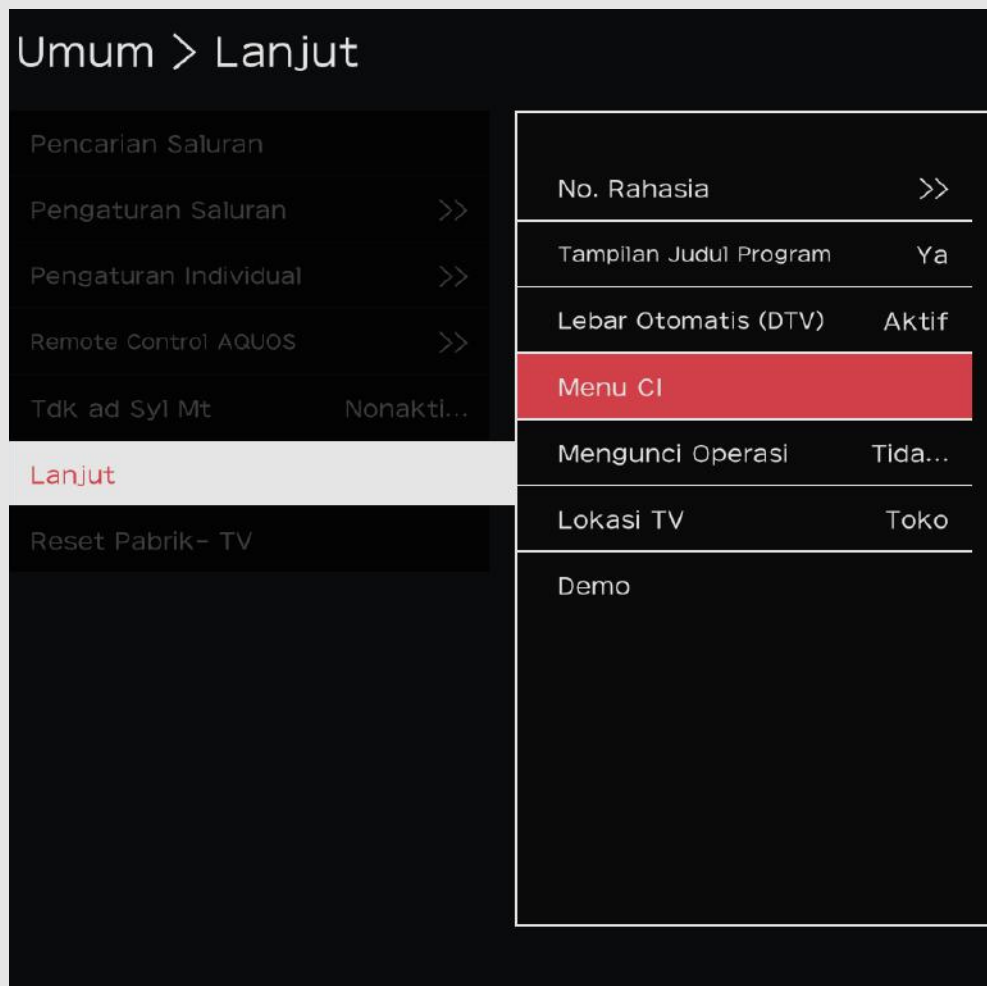 Umum > Lanjut
Pencarian Saluran
Pengaturan Saluran >>
Pengaturan Individual >>
Remote Control AQUOS >>
Tdk ad Syl Mt Nonakti...
Lanjut
Reset Pabrik- TV
No. Rahasia >>
Tampilan Judul Program Ya
Lebar Otomatis (DTV) Aktif
Menu CI
Mengunci Operasi Tida...
Lokasi TV Toko
Demo